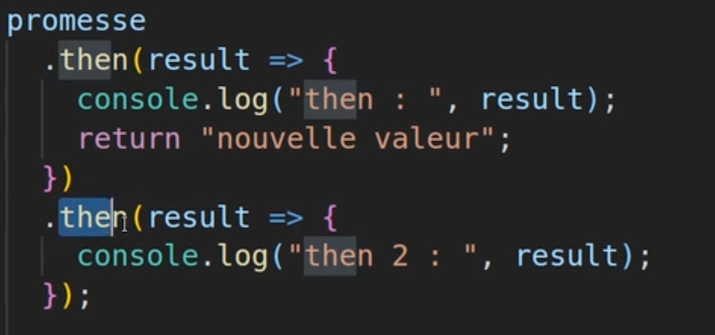 promesse
  .then(result => {
    console.log("then : ", result);
    return "nouvelle valeur";
  })
  .then(result => {
    console.log("then 2 : ", result);
  });